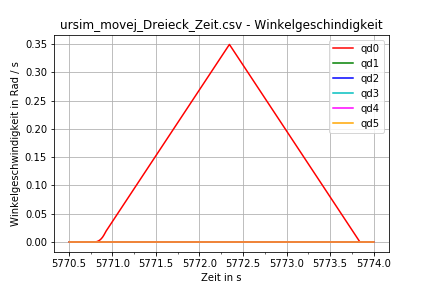 ursim_movej_Dreieck_Zeit.csv - Winkelgeschindigkeit
Winkelgeschwindigkeit in Rad / s
0.35
0.30
0.25
0.20
0.15
0.10
0.05
0.00
qd0
qd1
qd2
qd3
qd4
qd5
5770.5 5771.0 5771.5 5772.0 5772.5 5773.0 5773.5 5774.0
Zeit in s